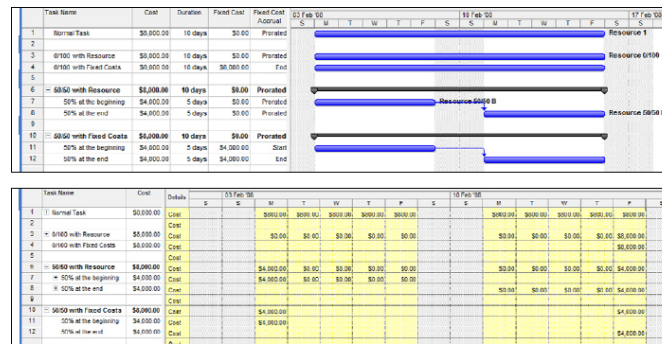 Task Name Cost Duration Fixed Cost Fixed Cost Accrual 03 Feb '08 10 Feb '08 17 Feb '08
S S M T W T F S S M T W T F S S
1 Normal Task $8,000.00 10 days $0.00 Prorated Resource 1
2
3 0/100 with Resource $8,000.00 10 days $0.00 Prorated Resource 0/100
4 0/100 with Fixed Costs $8,000.00 10 days $8,000.00 End
5
6 50/50 with Resource $8,000.00 10 days $0.00 Prorated
7 50% at the beginning $4,000.00 5 days $0.00 Prorated Resource 50/50 B
8 50% at the end $4,000.00 5 days $0.00 Prorated Resource 50/50
9
10 50/50 with Fixed Costs $8,000.00 10 days $0.00 Prorated
11 50% at the beginning $4,000.00 5 days $4,000.00 Start
12 50% at the end $4,000.00 5 days $4,000.00 End
Task Name Cost Details 03 Feb '08 10 Feb '08
S S M T W T F S S M T W T F
1 Normal Task $8,000.00 Cost $800.00 $800.00 $800.00 $800.00 $800.00 $800.00 $800.00 $800.00 $800.00 $800.00
2 Cost
3 0/100 with Resource $8,000.00 Cost $0.00 $0.00 $0.00 $0.00 $0.00 $0.00 $0.00 $0.00 $0.00 $8,000.00
4 0/100 with Fixed Costs $8,000.00 Cost $8,000.00
5 Cost
6 50/50 with Resource $8,000.00 Cost $4,000.00 $0.00 $0.00 $0.00 $0.00 $0.00 $0.00 $0.00 $0.00 $4,000.00
7 50% at the beginning $4,000.00 Cost $4,000.00 $0.00 $0.00 $0.00 $0.00
8 50% at the end $4,000.00 Cost $0.00 $0.00 $0.00 $0.00 $4,000.00
9 Cost
10 50/50 with Fixed Costs $8,000.00 Cost $4,000.00 $4,000.00
11 50% at the beginning $4,000.00 Cost $4,000.00
12 50% at the end $4,000.00 Cost $4,000.00